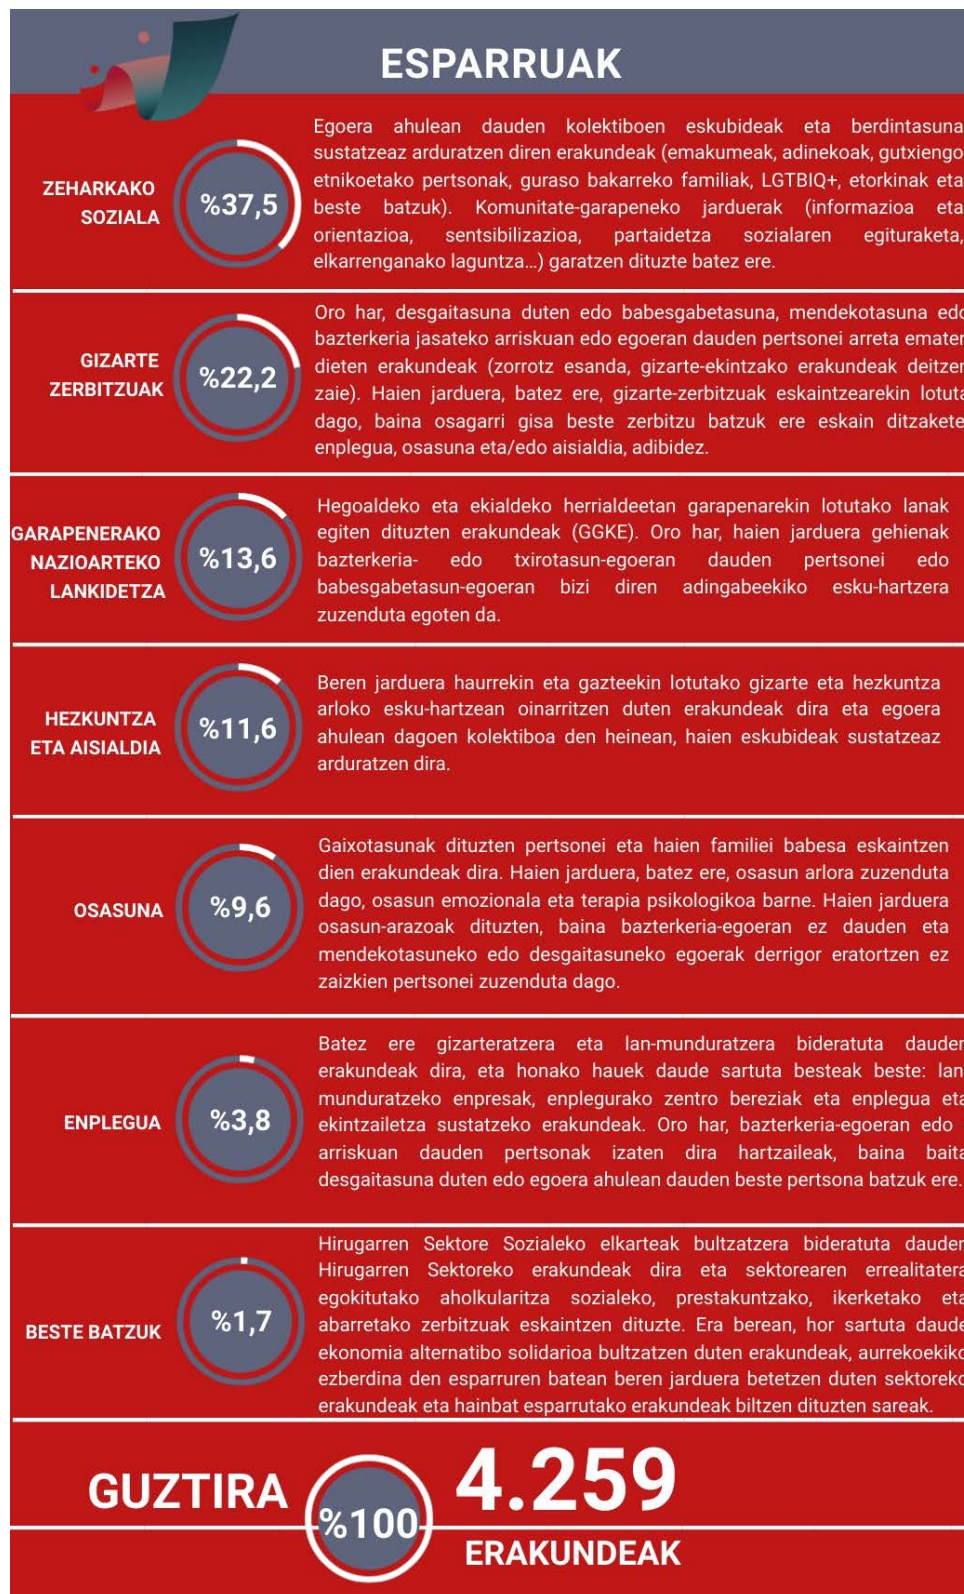 ESPARRUAK
ZEHARKAKO
SOZIALA
%37,5
Egoera ahulean dauden kolektiboen eskubideak eta berdintasuna
sustatzeaz arduratzen diren erakundeak (emakumeak, adinekoak, gutxiengo
etnikoetako pertsonak, guraso bakarreko familiak, LGTBIQ+, etorkinak eta
beste batzuk). Komunitate-garapeneko jarduerak (informazioa eta
orientazioa, sentsibilizazioa, partaidetza sozialaren egituraketa,
elkarrenganako laguntza...) garatzen dituzte batez ere.
GIZARTE
ZERBITZUAK
%22,2
Oro har, desgaitasuna duten edo babesgabetasuna, mendekotasuna edo
bazterkeria jasateko arriskuan edo egoeran dauden pertsonei arreta ematen
dieten erakundeak (zorrotz esanda, gizarte-ekintzako erakundeak deitzen
zaie). Haien jarduera, batez ere, gizarte-zerbitzuak eskaintzearekin lotuta
dago, baina osagarri gisa beste zerbitzu batzuk ere eskain ditzakete
enplegua, osasuna eta/edo aisialdia, adibidez.
GARAPENERAKO
NAZIOARTEKO
LANKIDETZA
%13,6
Hegoaldeko eta ekialdeko herrialdeetan garapenarekin lotutako lanak
egiten dituzten erakundeak (GGKE). Oro har, haien jarduera gehienak
bazterkeria- edo txirotasun-egoeran dauden pertsonei edo
babesgabetasun-egoeran bizi diren adingabeekiko esku-hartzera
zuzenduta egoten da.
HEZKUNTZA
ETA AISIALDIA
%11,6
Beren jarduera haurrekin eta gazteekin lotutako gizarte eta hezkuntza
arloko esku-hartzean oinarritzen duten erakundeak dira eta egoera
ahulean dagoen kolektiboa den heinean, haien eskubideak sustatzeaz
arduratzen dira.
OSASUNA
%9,6
Gaixotasunak dituzten pertsonei eta haien familiei babesa eskaintzen
dien erakundeak dira. Haien jarduera, batez ere, osasun arlora zuzenduta
dago, osasun emozionala eta terapia psikologikoa barne. Haien jarduera
osasun-arazoak dituzten, baina bazterkeria-egoeran ez dauden eta
mendekotasuneko edo desgaitasuneko egoerak derrigor eratortzen ez
zaizkien pertsonei zuzenduta dago.
ENPLEGUA
%3,8
Batez ere gizarteratzera eta lan-munduratzera bideratuta dauden
erakundeak dira, eta honako hauek daude sartuta besteak beste: lan
munduratzeko enpresak, enplegurako zentro bereziak eta enplegua eta
ekintzailetza sustatzeko erakundeak. Oro har, bazterkeria-egoeran edo
arriskuan dauden pertsonak izaten dira hartzaileak, baina baita
desgaitasuna duten edo egoera ahulean dauden beste pertsona batzuk ere.
BESTE BATZUK
%1,7
Hirugarren Sektore Sozialeko elkarteak bultzatzera bideratuta dauden
Hirugarren Sektoreko erakundeak dira eta sektorearen errealitatera
egokitutako aholkularitza sozialeko, prestakuntzako, ikerketako eta
abarretako zerbitzuak eskaintzen dituzte. Era berean, hor sartuta daude
ekonomia alternatibo solidarioa bultzatzen duten erakundeak, aurrekoekiko
ezberdina den esparruren batean beren jarduera betetzen duten sektoreko
erakundeak eta hainbat esparrutako erakundeak biltzen dituzten sareak.
GUZTIRA
%100
4.259
ERAKUNDEAK